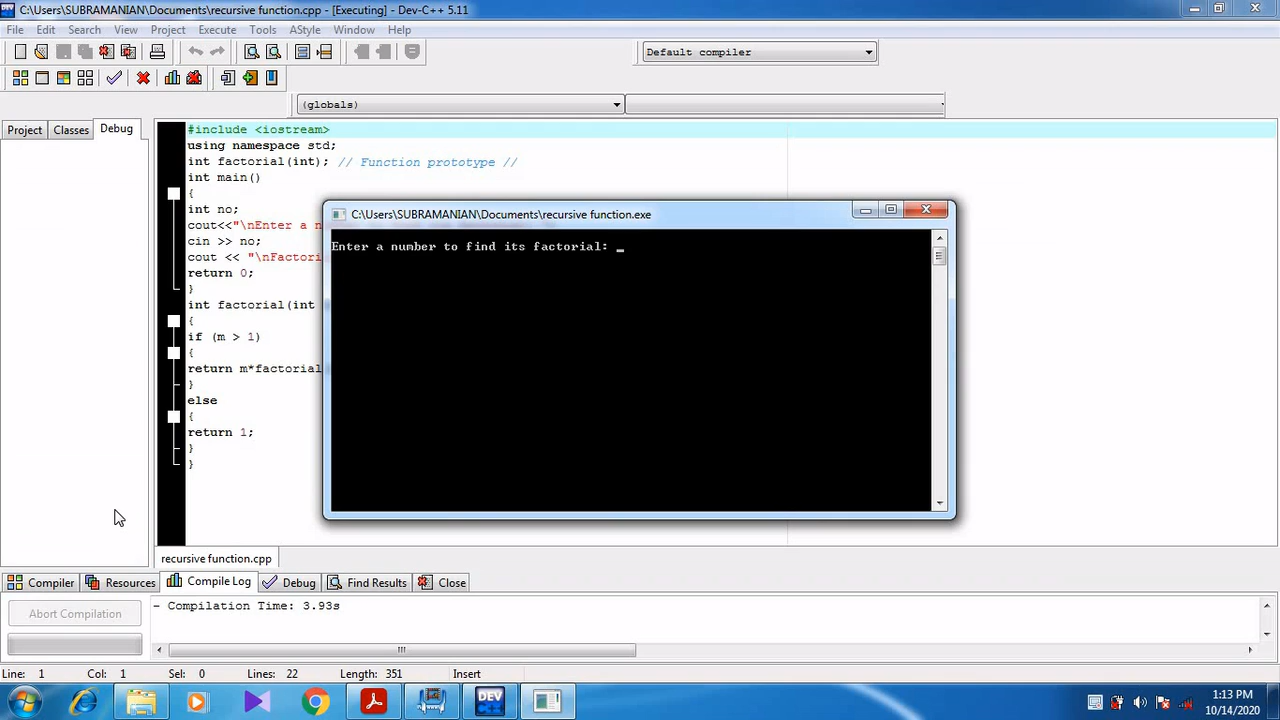 C:\Users\SUBRAMANIAN\Documents\recursive function.cpp - [Executing] - Dev-C++ 5.11
File Edit Search View Project Execute Tools AStyle Window Help
Default compiler
(globals)
Project Classes Debug
#include <iostream>
using namespace std;
int factorial(int); // Function prototype //
int main()
{
int no;
cout<<"\nEnter a n
cin >> no;
cout << "\nFactori
return 0;
}
int factorial(int
{
if (m > 1)
{
return m*factorial
}
else
{
return 1;
}
}
C:\Users\SUBRAMANIAN\Documents\recursive function.exe
Enter a number to find its factorial: _
recursive function.cpp
Compiler Resources Compile Log Debug Find Results Close
Abort Compilation
- Compilation Time: 3.93s
Line: 1 Col: 1 Sel: 0 Lines: 22 Length: 351 Insert
DEV C++
1:13 PM
10/14/2020